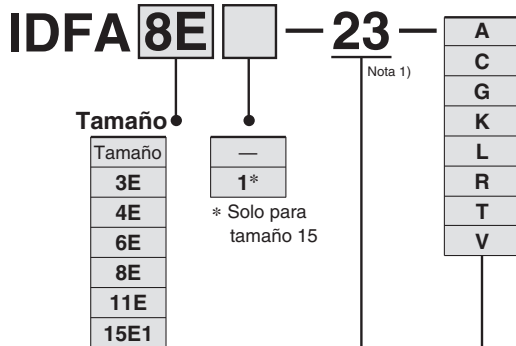 IDFA 8E — 23 —
Nota 1)
A
C
G
K
L
R
T
V
Tamaño
Tamaño
3E
4E
6E
8E
11E
15E1
—
1*
* Solo para
tamaño 15